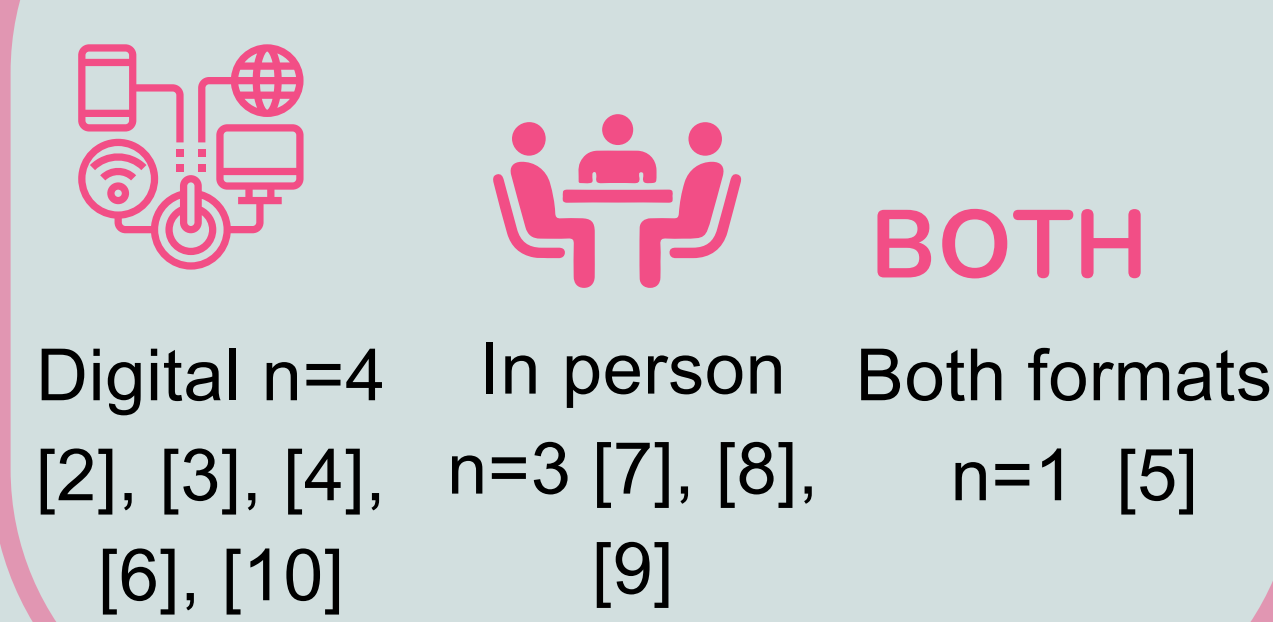 BOTH
Digital n=4
[2], [3], [4],
[6], [10]
In person
n=3 [7], [8],
[9]
Both formats
n=1 [5]